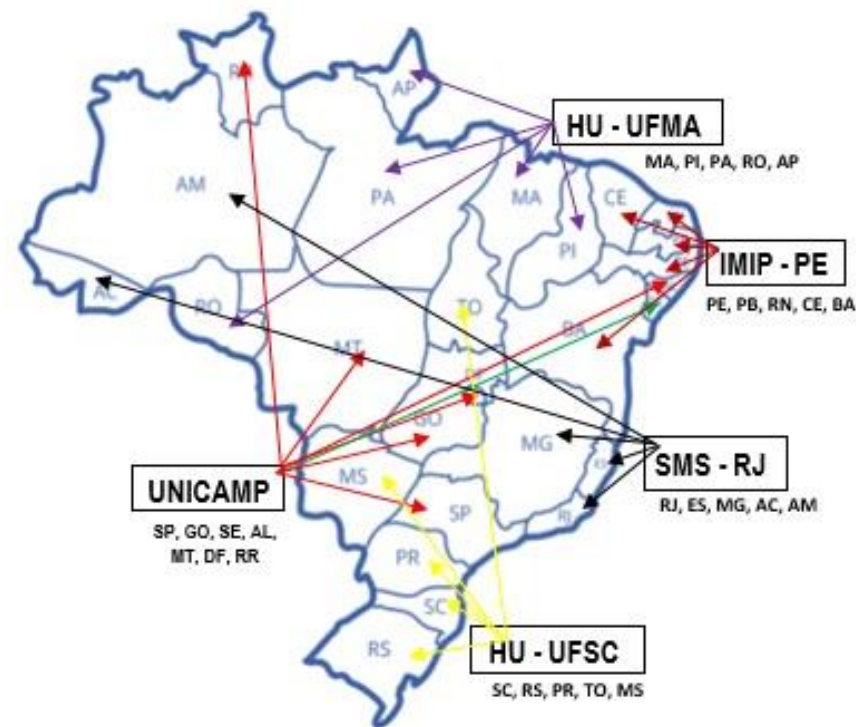 AP
HU - UFMA
MA, PI, PA, RO, AP
AM
PA
MA
CE
PI
IMIP - PE
PE, PB, RN, CE, BA
AC
RO
TO
BA
MT
DF
GO
MG
ES
SMS - RJ
RJ, ES, MG, AC, AM
UNICAMP
SP, GO, SE, AL,
MT, DF, RR
MS
SP
RJ
PR
SC
RS
HU - UFSC
SC, RS, PR, TO, MS